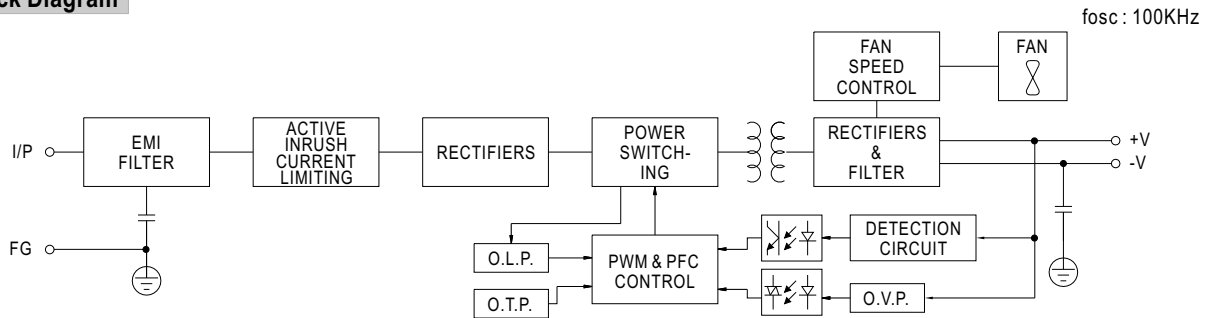 ck Diagram
fosc : 100KHz
FAN
SPEED
CONTROL
FAN
I/P
EMI
FILTER
ACTIVE
INRUSH
CURRENT
LIMITING
RECTIFIERS
POWER
SWITCH-
ING
RECTIFIERS
&
FILTER
+V
-V
FG
O.L.P.
O.T.P.
PWM & PFC
CONTROL
DETECTION
CIRCUIT
O.V.P.